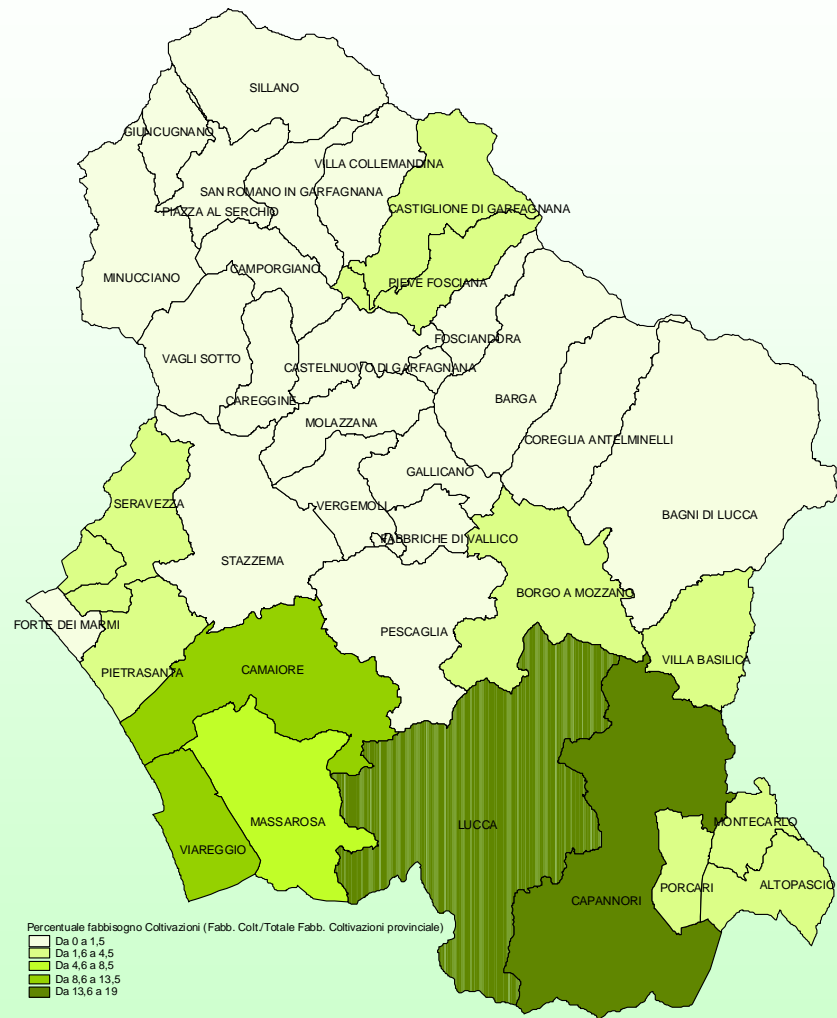 SILLANO
GIUNCUGNANO
VILLA COLLEMANDINA
SAN ROMANO IN GARFAGNANA
PIAZZA AL SERCHIO
CASTIGLIONE DI GARFAGNANA
CAMPORGIANO
MINUCCIANO
PIEVE FOSCIANA
FOSCIANDORA
VAGLI SOTTO
CASTELNUOVO DI GARFAGNANA
CAREGGINE
BARGA
MOLAZZANA
COREGLIA ANTELMINELLI
GALLICANO
SERAVEZZA
VERGEMOLI
BAGNI DI LUCCA
FABBRICHE DI VALLICO
STAZZEMA
BORGO A MOZZANO
FORTE DEI MARMI
PESCAGLIA
VILLA BASILICA
PIETRASANTA
CAMAIORE
MASSAROSA
LUCCA
MONTECARLO
VIAREGGIO
PORCARI
ALTOPASCIO
CAPANNORI
Percentuale fabbisogno Coltivazioni (Fabb. Colt./Totale Fabb. Coltivazioni provinciale)
Da 0 a 1,5
Da 1,6 a 4,5
Da 4,6 a 8,5
Da 8,6 a 13,5
Da 13,6 a 19